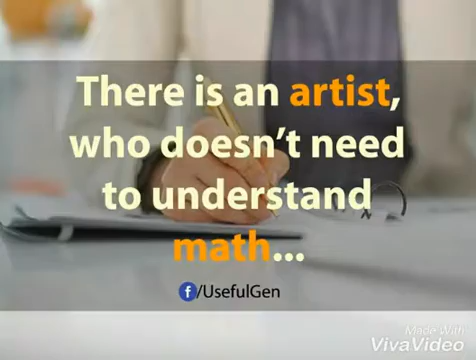 There is an artist,
who doesn't need
to understand
math...
f/UsefulGen
Made With
VivaVideo